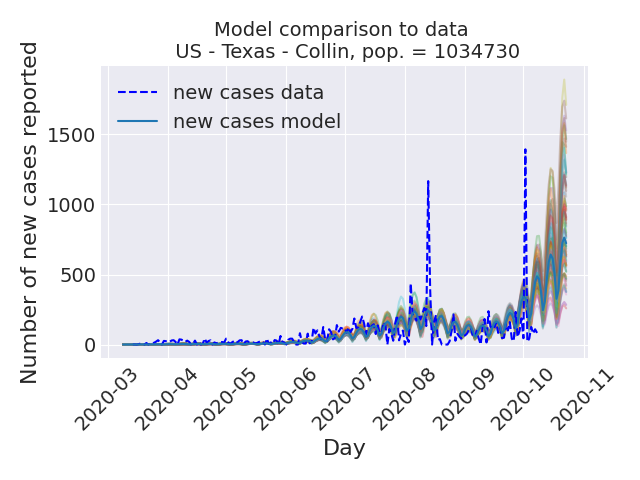 Model comparison to data
US - Texas - Collin, pop. = 1034730
Number of new cases reported
new cases data
new cases model
1500
1000
500
0
2020-03
2020-04
2020-05
2020-06
2020-07
2020-08
2020-09
2020-10
2020-11
Day